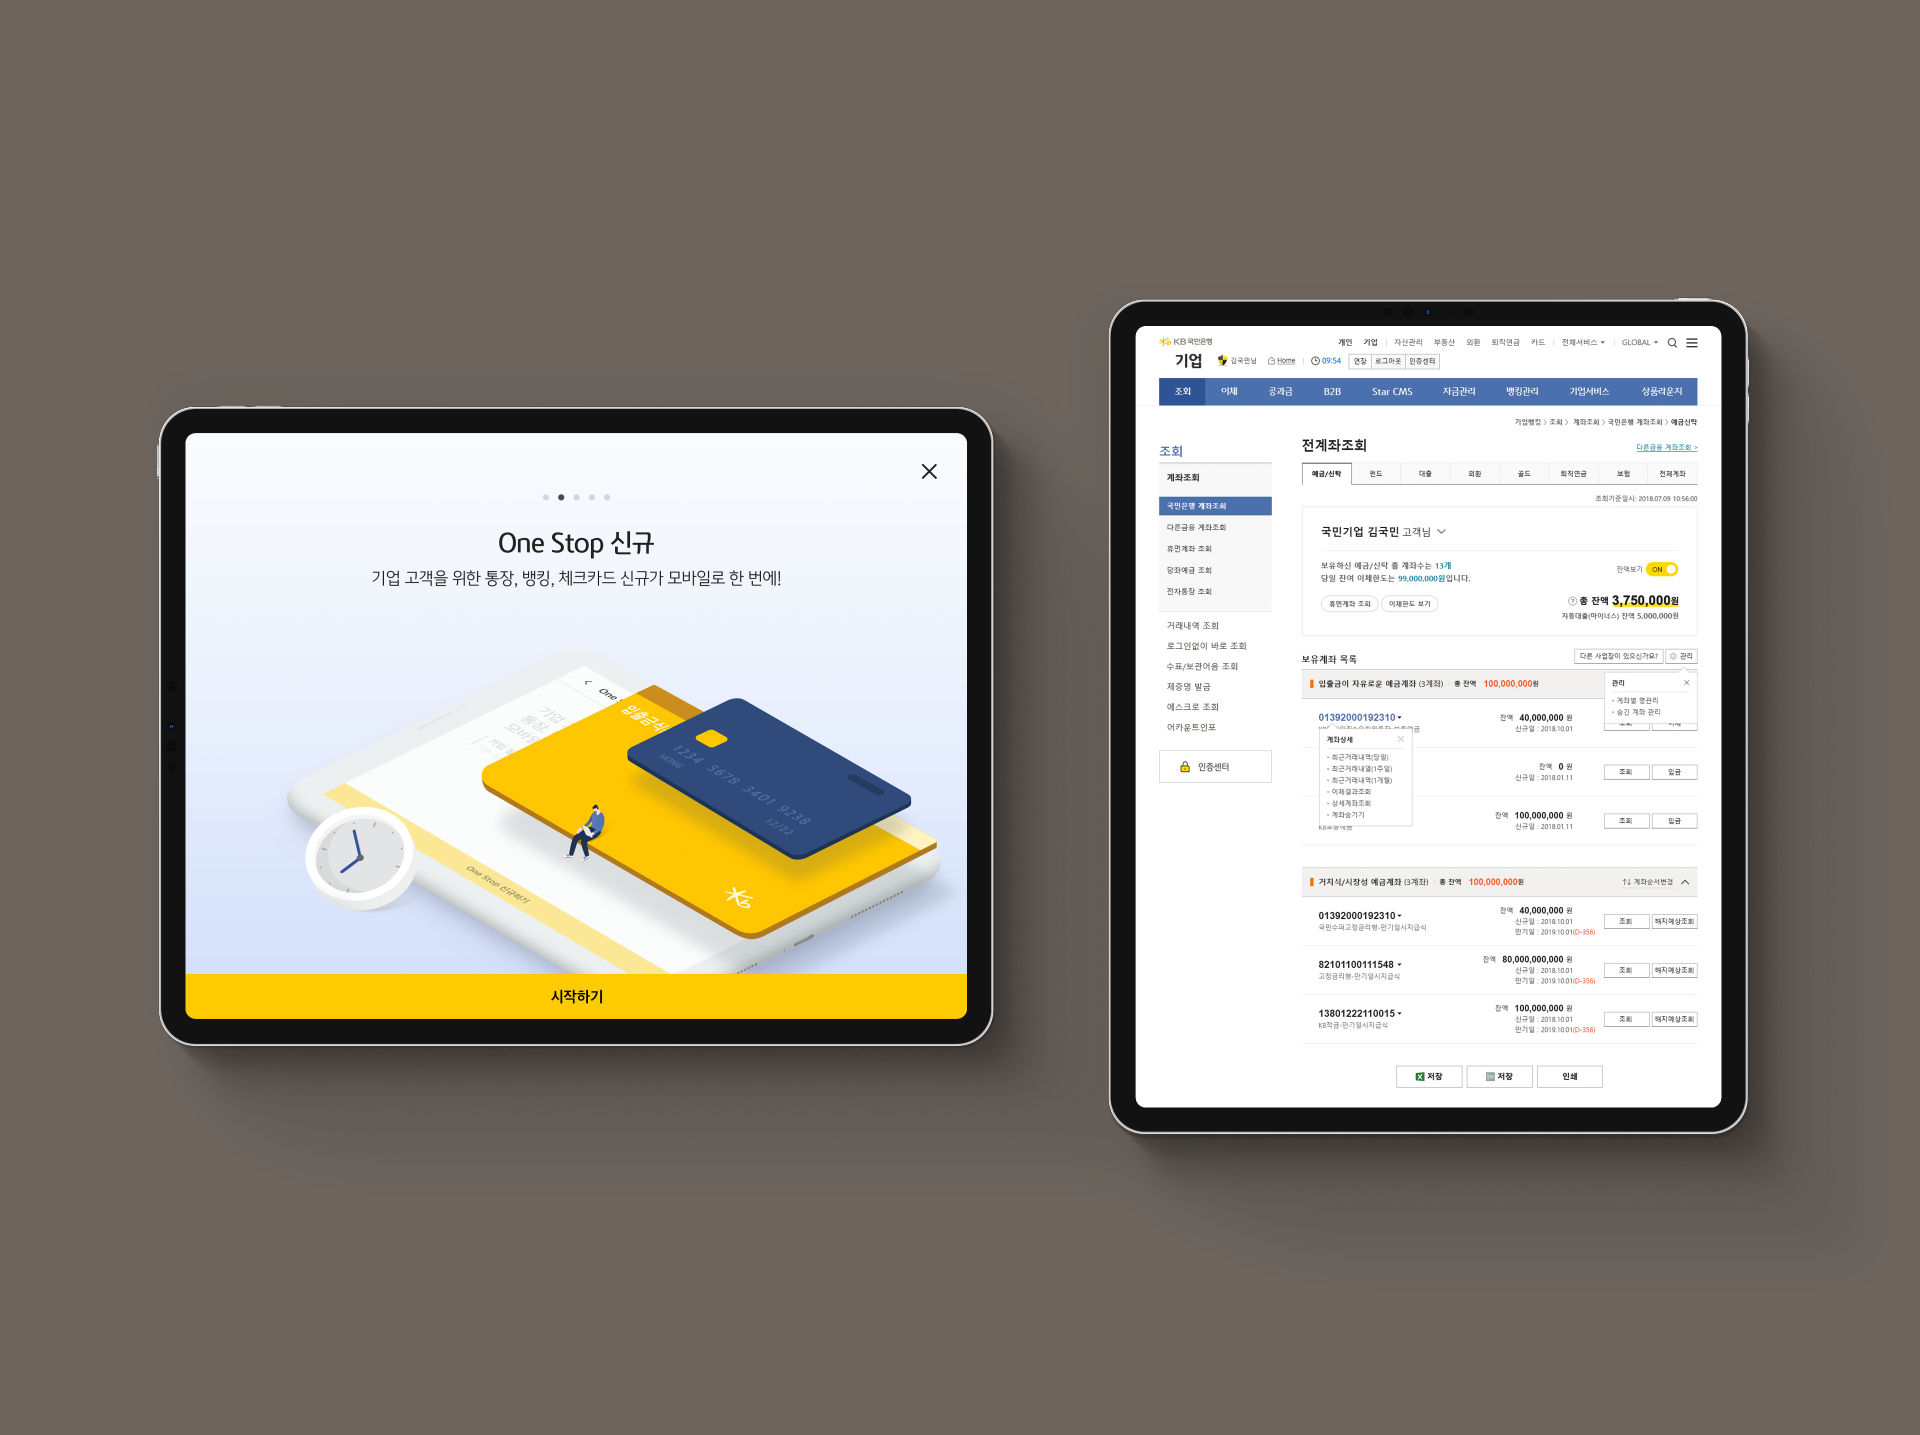 One Stop 신규
기업 고객을 위한 통장, 뱅킹, 체크카드 신규가 모바일로 한 번에!
One S
기업
통장,
모바일
입출금식
1234 5678 3401 9238
HONG
12/22
One Stop 신규하기
시작하기
KB국민은행
개인 기업 자산관리 부동산 외환 퇴직연금 카드 전체서비스 GLOBAL
기업 김국민님 Home 09:54 연장 로그아웃 인증센터
조회 이체 공과금 B2B Star CMS 자금관리 뱅킹관리 기업서비스 상품라운지
기업뱅킹 > 조회 > 계좌조회 > 국민은행 계좌조회 > 예금신탁
조회
계좌조회
국민은행 계좌조회
다른금융 계좌조회
휴면계좌 조회
당좌예금 조회
전자통장 조회
거래내역 조회
로그인없이 바로 조회
수표/보관어음 조회
제증명 발급
에스크로 조회
어카운트인포
인증센터
전계좌조회
다른금융 계좌조회 >
예금/신탁 펀드 대출 외환 골드 퇴직연금 보험 전체계좌
조회기준일시: 2018.07.09 10:56:00
국민기업 김국민 고객님
보유하신 예금/신탁 총 계좌수는 13개
당일 잔여 이체한도는 99,000,000원입니다.
잔액보기 ON
휴면계좌 조회 이체한도 보기
? 총 잔액 3,750,000원
자동대출(마이너스) 잔액 5,000,000원
보유계좌 목록
다른 사업장이 있으신가요? 관리
입출금이 자유로운 예금계좌 (3계좌) 총 잔액 100,000,000원
관리
· 계좌별 명관리
· 숨긴 계좌 관리
01392000192310
잔액 40,000,000 원
신규일 : 2018.10.01
계좌상세
· 최근거래내역(당일)
· 최근거래내열(1주일)
· 최근거래내역(1개월)
· 이체결과조회
· 상세계좌조회
· 계좌숨기기
잔액 0 원
신규일 : 2018.01.11
조회 입금
KB보통예금
잔액 100,000,000 원
신규일 : 2018.01.11
조회 입금
거치식/시장성 예금계좌 (3계좌) 총 잔액 100,000,000원
↑↓ 계좌순서변경
01392000192310
국민수퍼고정금리형-만기일시지급식
잔액 40,000,000 원
신규일 : 2018.10.01
만기일 : 2019.10.01(D-356)
조회 해지예상조회
82101100111548
고정금리형-만기일시지급식
잔액 80,000,000,000 원
신규일 : 2018.10.01
만기일 : 2019.10.01(D-356)
조회 해지예상조회
13801222110015
KB적금-만기일시지급식
잔액 100,000,000 원
신규일 : 2018.10.01
만기일 : 2019.10.01(D-356)
조회 해지예상조회
저장 저장 인쇄